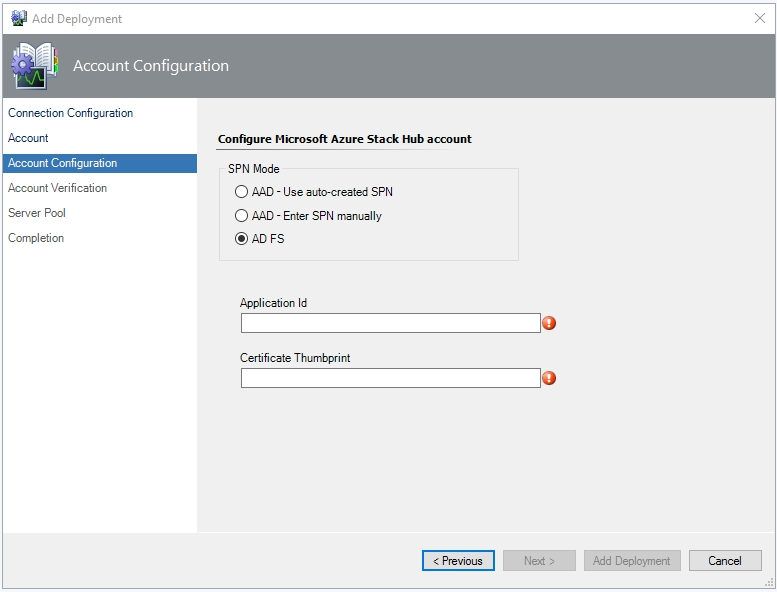 Add Deployment
Account Configuration
Connection Configuration
Account
Account Configuration
Account Verification
Server Pool
Completion
Configure Microsoft Azure Stack Hub account
SPN Mode
AAD - Use auto-created SPN
AAD - Enter SPN manually
AD FS
Application Id
Certificate Thumbprint
< Previous
Next >
Add Deployment
Cancel